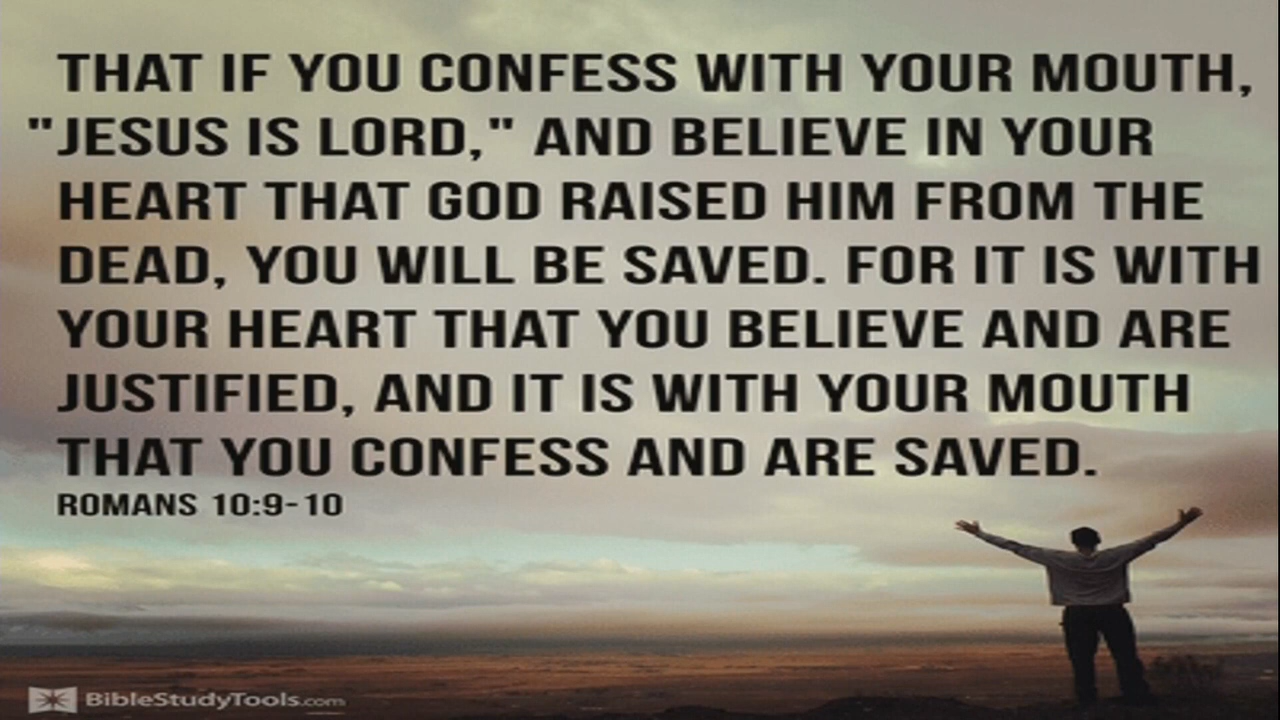 THAT IF YOU CONFESS WITH YOUR MOUTH,
"JESUS IS LORD," AND BELIEVE IN YOUR
HEART THAT GOD RAISED HIM FROM THE
DEAD, YOU WILL BE SAVED. FOR IT IS WITH
YOUR HEART THAT YOU BELIEVE AND ARE
JUSTIFIED, AND IT IS WITH YOUR MOUTH
THAT YOU CONFESS AND ARE SAVED.
ROMANS 10:9-10
BibleStudyTools.com